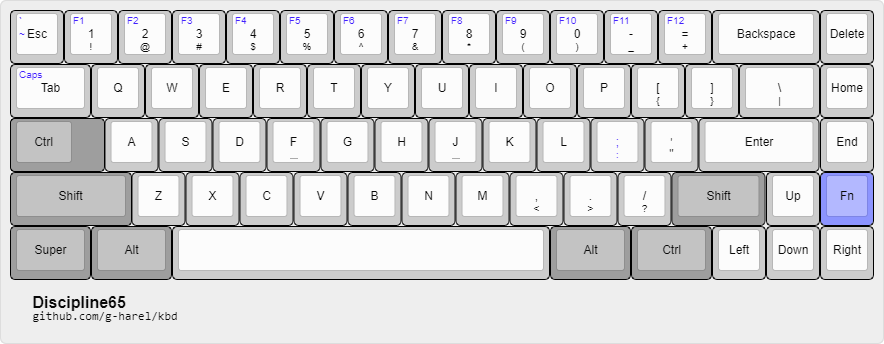 ' F1 F2 F3 F4 F5 F6 F7 F8 F9 F10 F11 F12
~ Esc 1 2 3 4 5 6 7 8 9 0 - = Backspace Delete
! @ # $ % ^ & * ( ) _ +
Caps
Tab Q W E R T Y U I O P [ ] \ Home
{ } |
Ctrl A S D F G H J K L ; ' Enter End
_ _ : "
Shift Z X C V B N M , . / Shift Up Fn
< > ?
Super Alt Alt Ctrl Left Down Right
Discipline65
github.com/g-harel/kbd